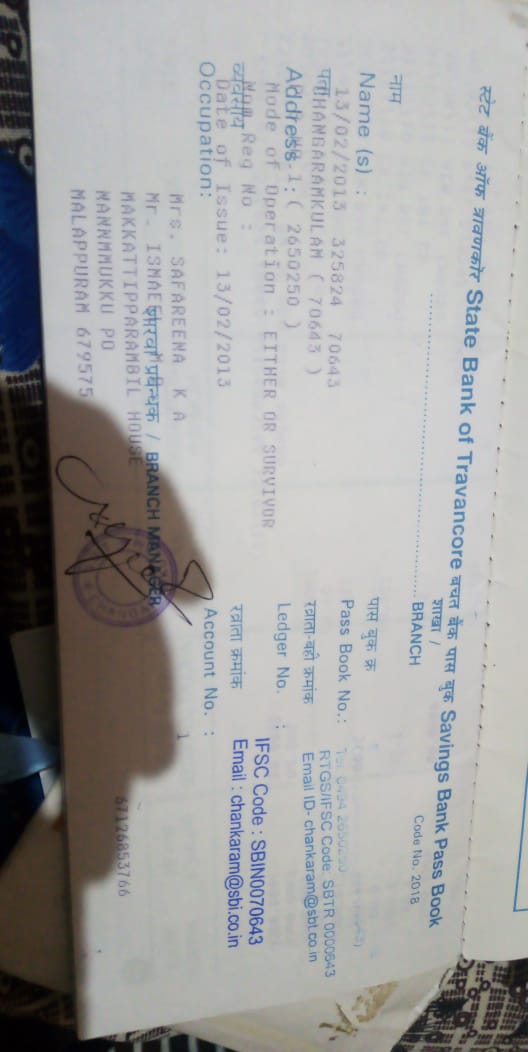 स्टेट बैंक ऑफ त्रावणकोर State Bank of Travancore बचत बैंक पास बुक Savings Bank Pass Book
शाखा /
BRANCH
Code No. 2018
नाम
Name (s) :
13/02/2013 325824 70643
पता
CHANGARAMKULAM ( 70643 )
Address
1: ( 2650250 )
Mode of Operation : EITHER OR SURVIVOR
Reg No :
व्यवसाय
Date of Issue: 13/02/2013
Occupation:
पास बुक क्र
Pass Book No.:
Tel 0494 2650250
RTGS/IFSC Code: SBTR 0000643
खाता-बही क्रमांक
Email ID- chankaram@sbt.co.in
Ledger No. :
IFSC Code : SBIN0070643
खाता क्रमांक
Email : chankaram@sbi.co.in
Account No. :
1
Mrs. SAFAREENA K A
Mr. ISMAEL
शाखा प्रबन्धक / BRANCH MANAGER
MAKKATTIPPARAMBIL HOUSE
67126853766
NANNMMUKKU PO
MALAPPURAM 679575